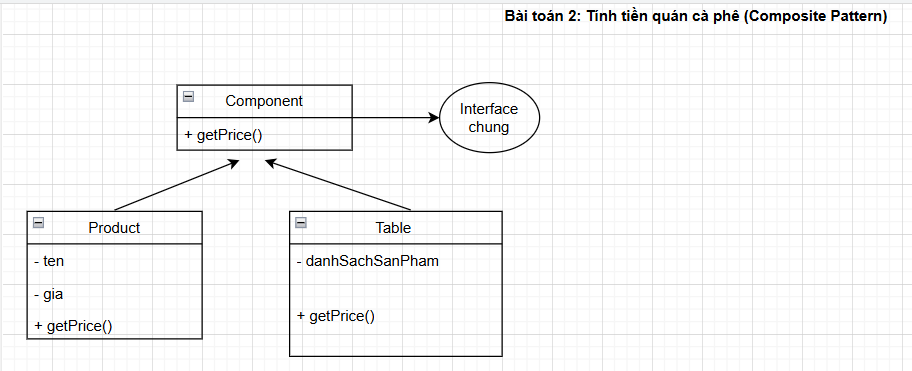 Bài toán 2: Tính tiền quán cà phê (Composite Pattern)
Component
+ getPrice()
Interface
chung
Product
- ten
- gia
+ getPrice()
Table
- danhSachSanPham
+ getPrice()